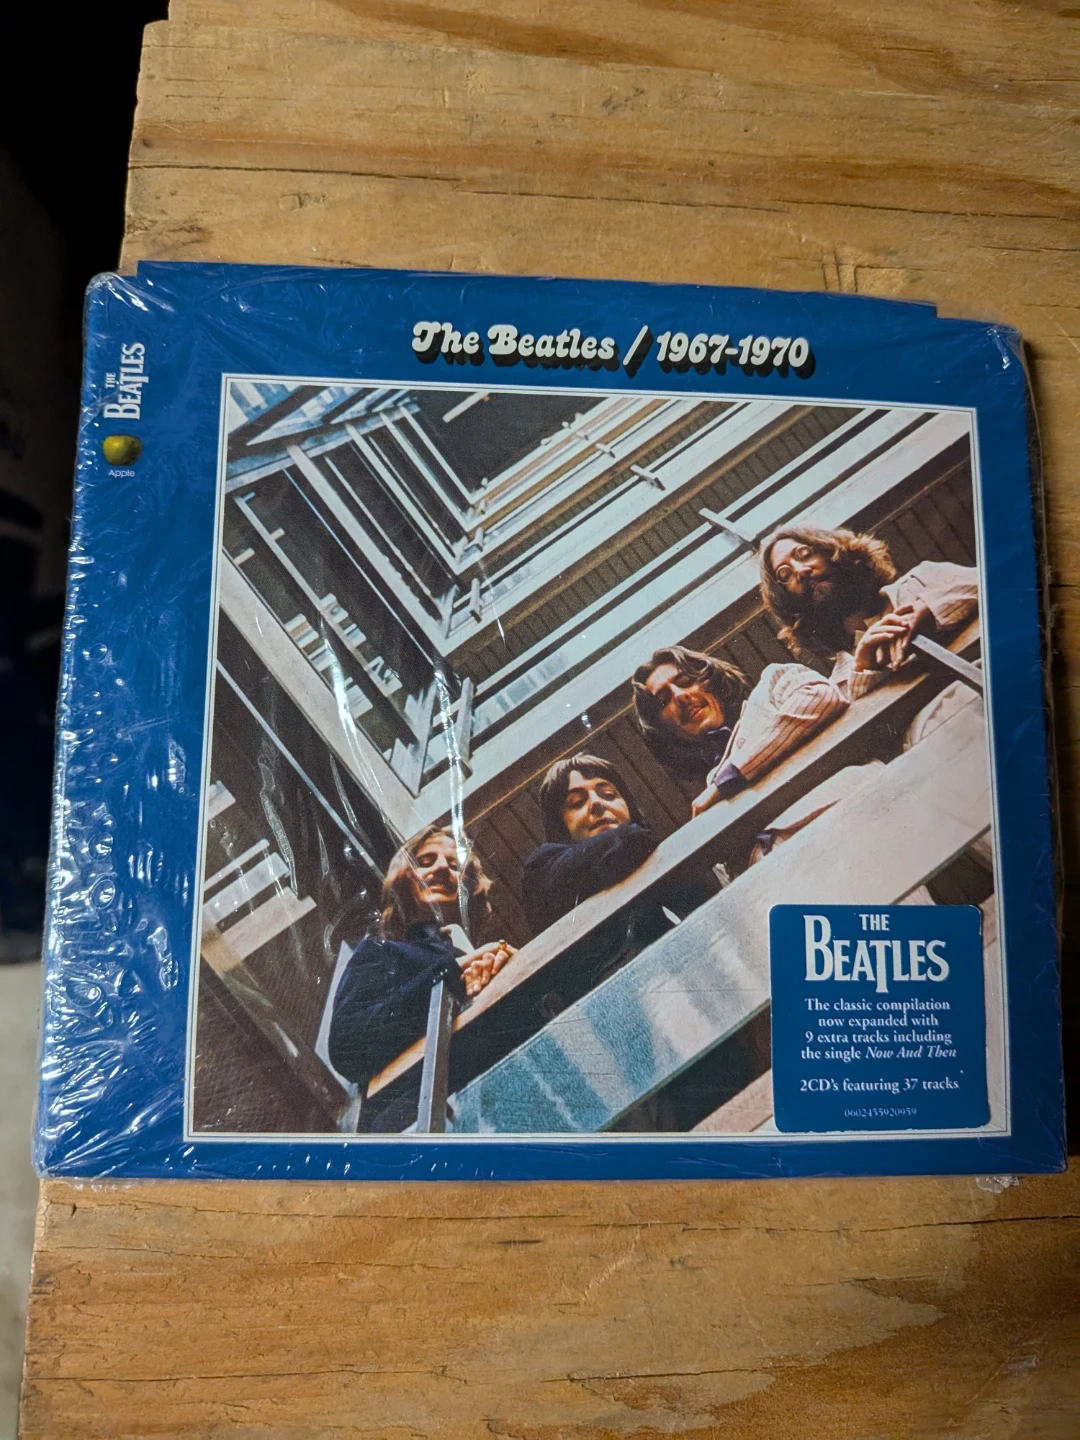 The Beatles / 1967-1970
THE
BEATLES
Apple
THE
BEATLES
The classic compilation
now expanded with
9 extra tracks including
the single Now And Then
2CD's featuring 37 tracks
0602455920959